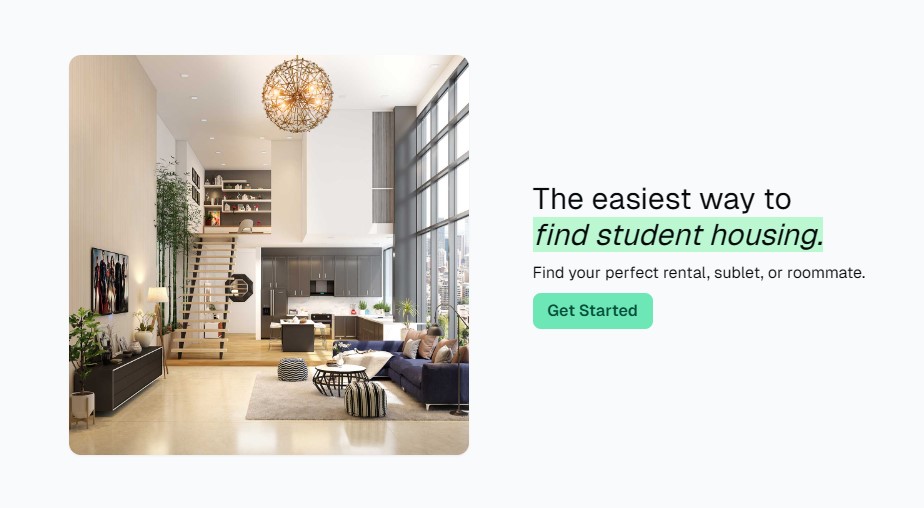 The easiest way to
find student housing.
Find your perfect rental, sublet, or roommate.
Get Started